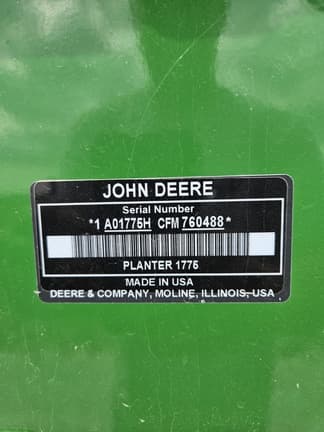 JOHN DEERE
Serial Number
*1 A01775H CFM 760488 *
PLANTER 1775
MADE IN USA
DEERE & COMPANY, MOLINE, ILLINOIS, USA